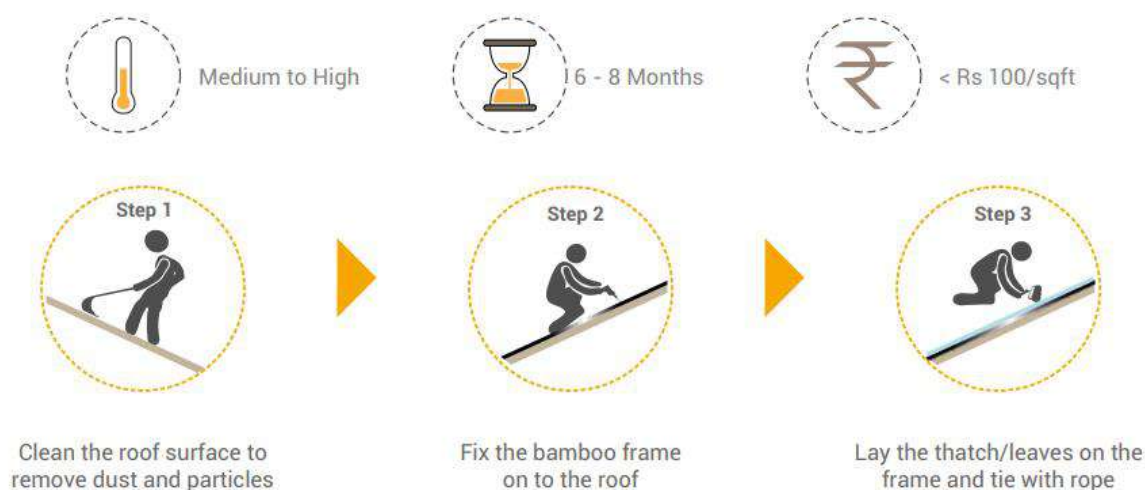 Medium to High
6 - 8 Months
< Rs 100/sqft
Step 1
Step 2
Step 3
Clean the roof surface to
remove dust and particles
Fix the bamboo frame
on to the roof
Lay the thatch/leaves on the
frame and tie with rope